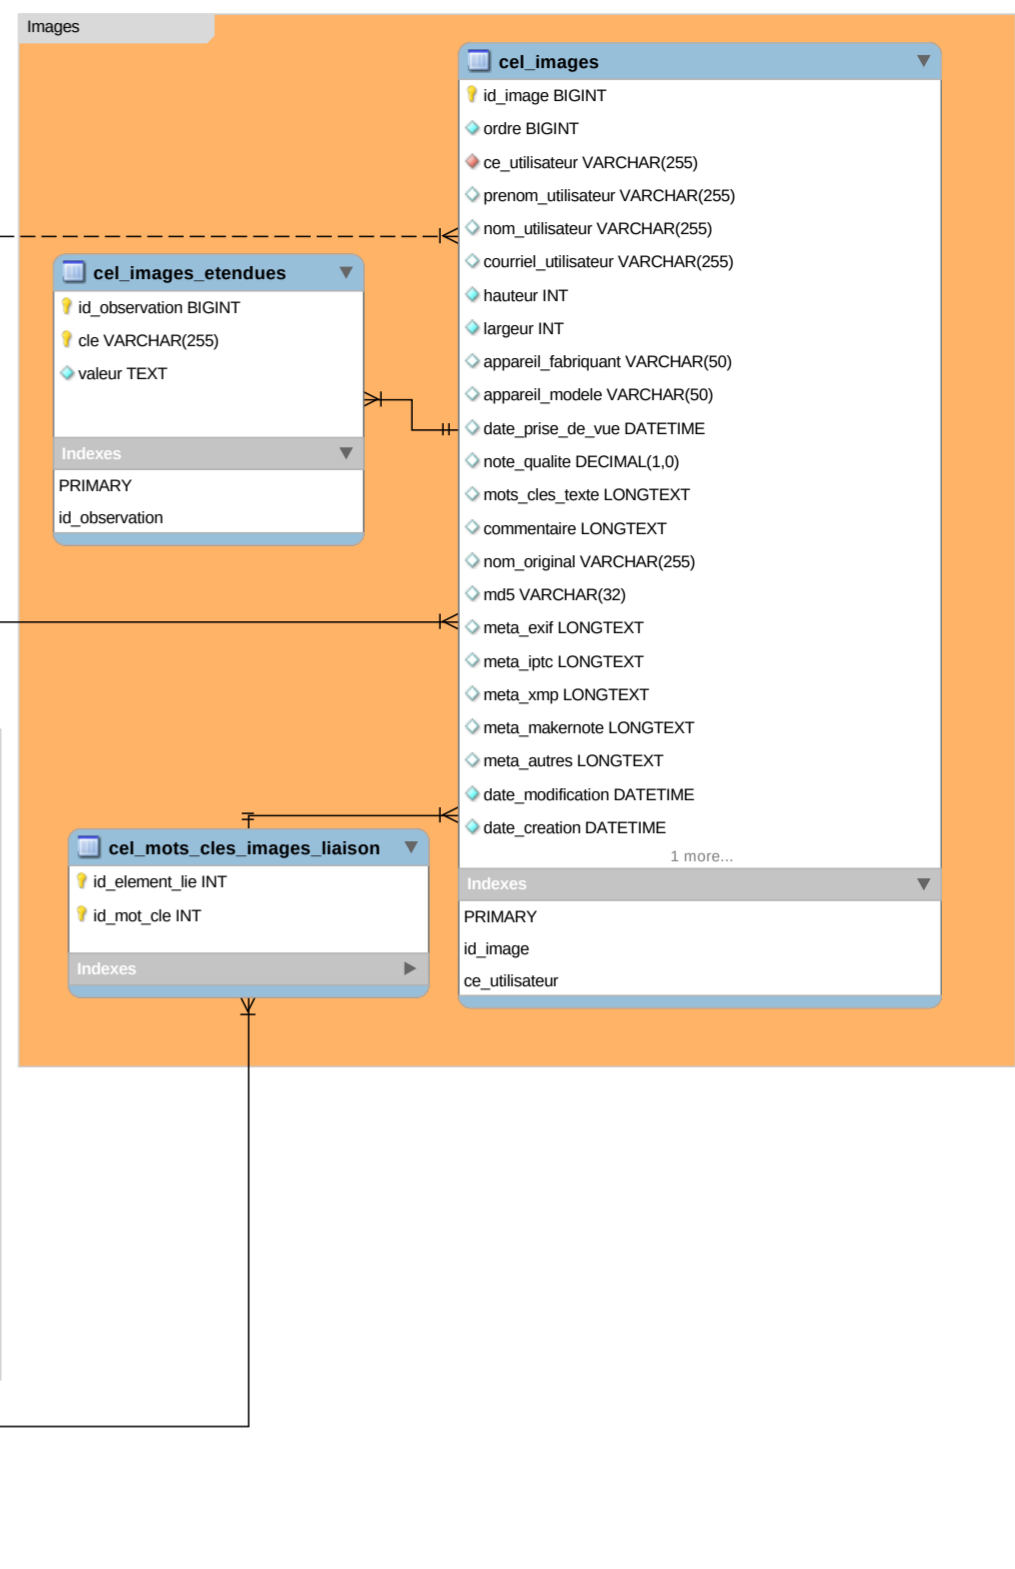 Images
cel_images
id_image BIGINT
ordre BIGINT
ce_utilisateur VARCHAR(255)
prenom_utilisateur VARCHAR(255)
nom_utilisateur VARCHAR(255)
courriel_utilisateur VARCHAR(255)
hauteur INT
largeur INT
appareil_fabriquant VARCHAR(50)
appareil_modele VARCHAR(50)
date_prise_de_vue DATETIME
note_qualite DECIMAL(1,0)
mots_cles_texte LONGTEXT
commentaire LONGTEXT
nom_original VARCHAR(255)
md5 VARCHAR(32)
meta_exif LONGTEXT
meta_iptc LONGTEXT
meta_xmp LONGTEXT
meta_makernote LONGTEXT
meta_autres LONGTEXT
date_modification DATETIME
date_creation DATETIME
1 more...
Indexes
PRIMARY
id_image
ce_utilisateur
cel_images_etendues
id_observation BIGINT
cle VARCHAR(255)
valeur TEXT
Indexes
PRIMARY
id_observation
cel_mots_cles_images_liaison
id_element_lie INT
id_mot_cle INT
Indexes